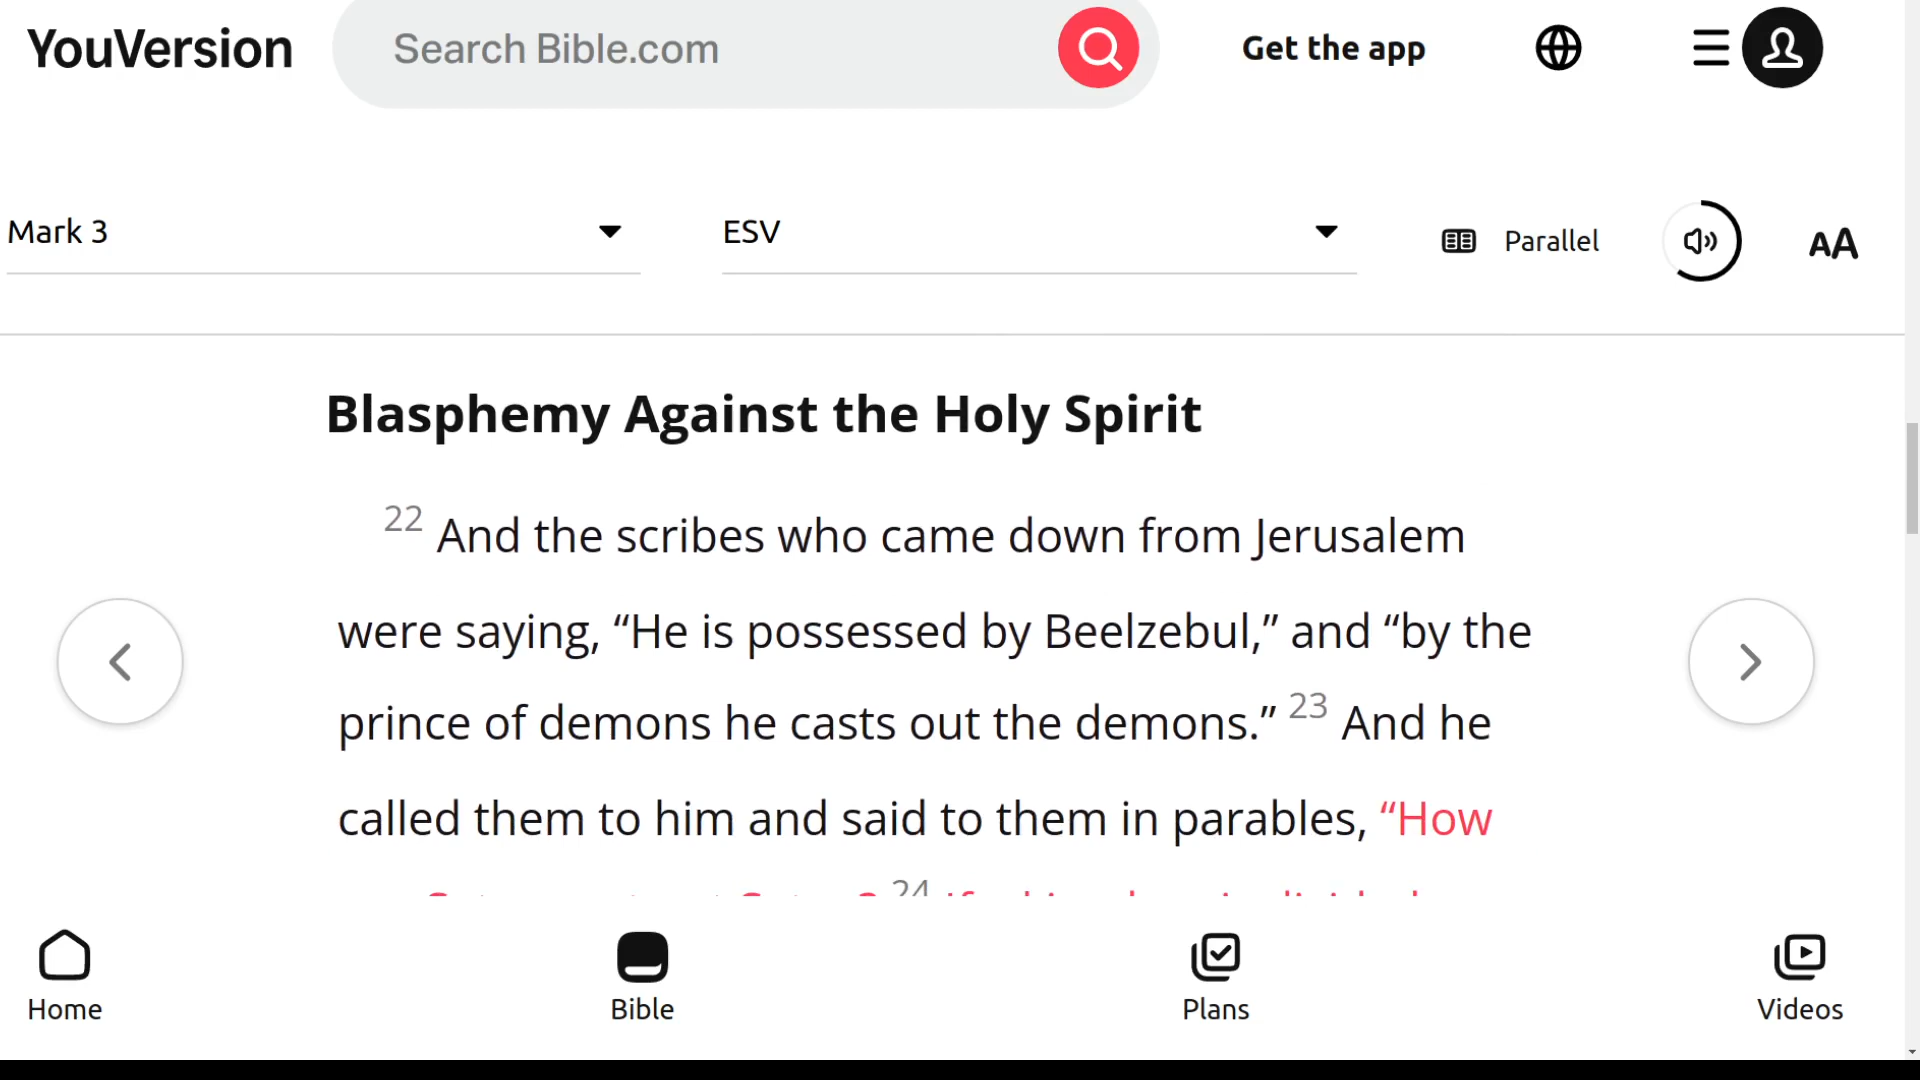 YouVersion
Search Bible.com
Get the app
Mark 3
ESV
Parallel
AA
Blasphemy Against the Holy Spirit
22 And the scribes who came down from Jerusalem
were saying, “He is possessed by Beelzebul,” and “by the
prince of demons he casts out the demons.” 23 And he
called them to him and said to them in parables, “How
24
Home
Bible
Plans
Videos